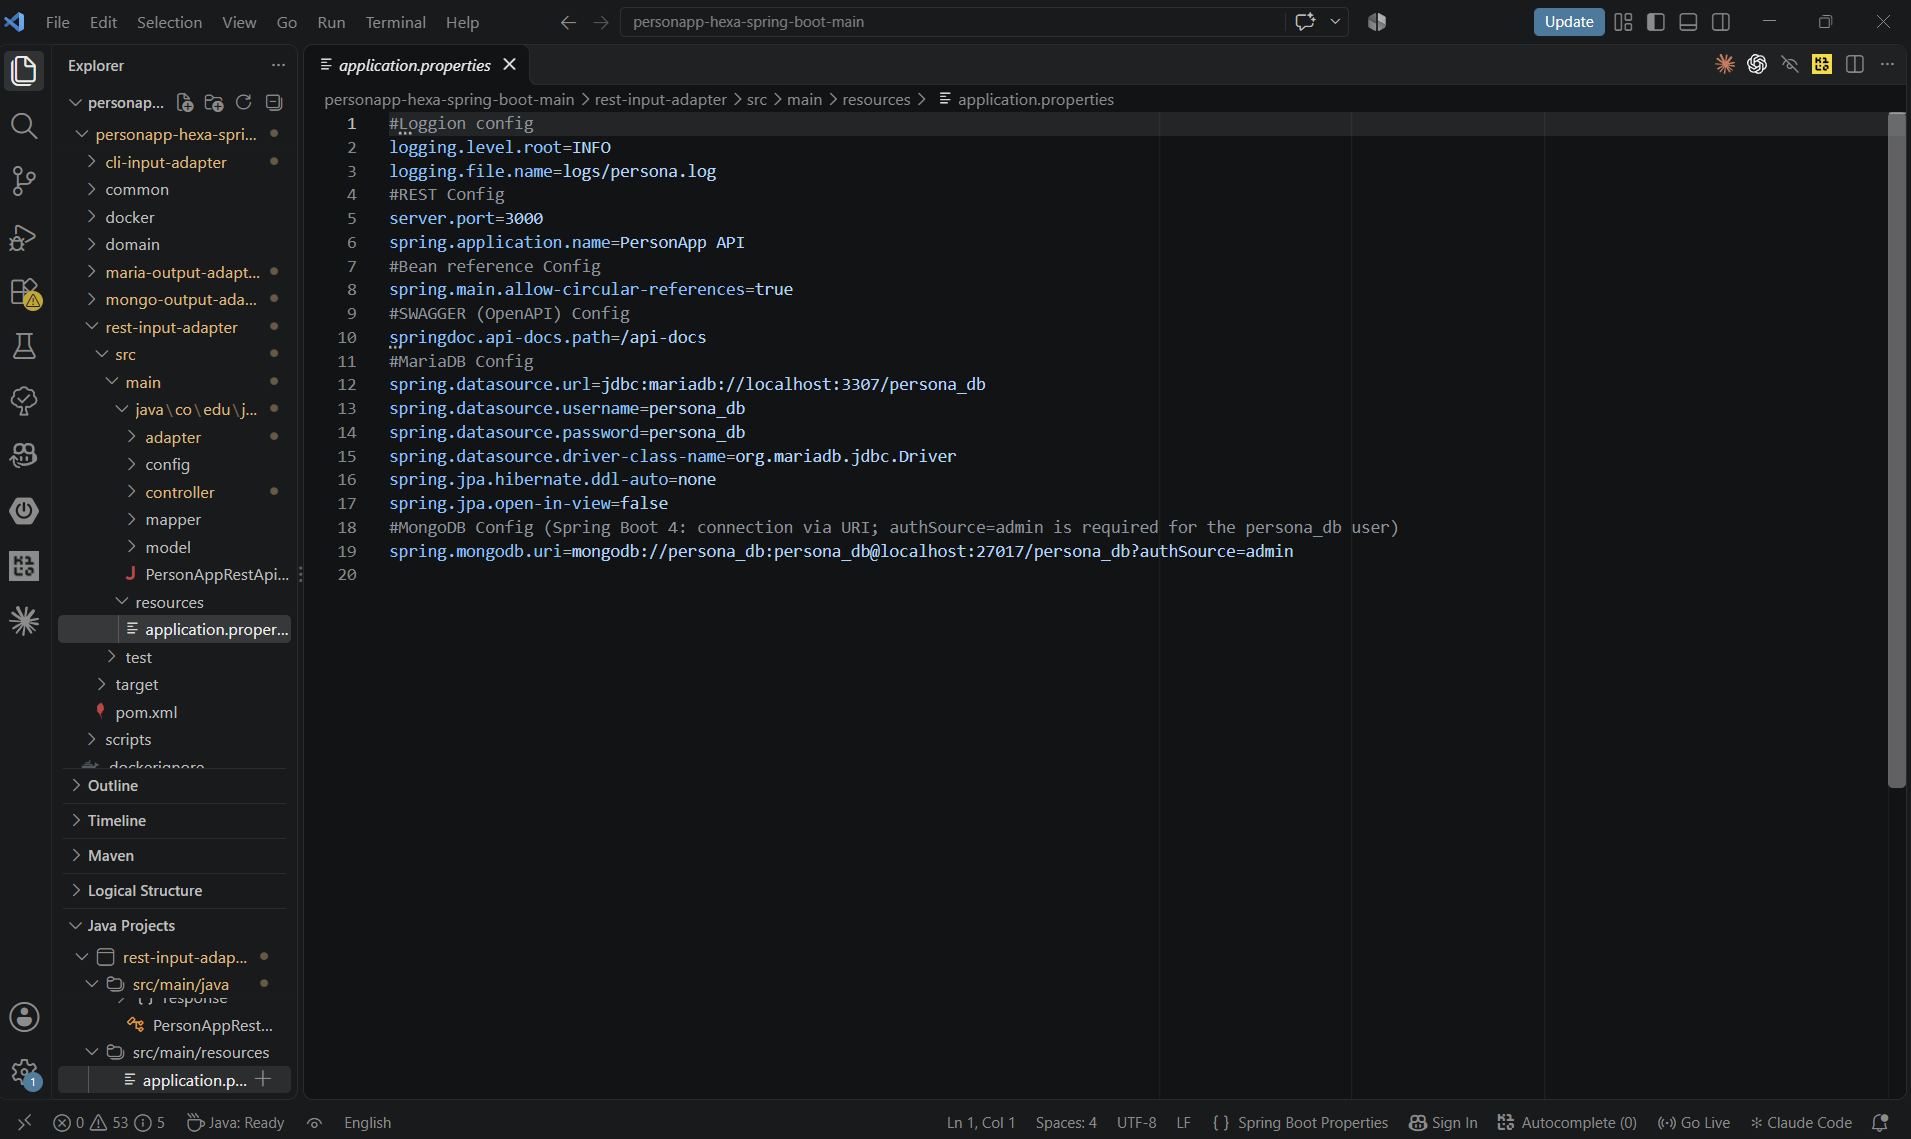 File Edit Selection View Go Run Terminal Help
personapp-hexa-spring-boot-main
Update
Explorer
personap...
personapp-hexa-spri...
cli-input-adapter
common
docker
domain
maria-output-adapt...
mongo-output-ada...
rest-input-adapter
src
main
java\co\edu\j...
adapter
config
controller
mapper
model
PersonAppRestApi...
resources
application.proper...
test
target
pom.xml
scripts
.dockerignore
Outline
Timeline
Maven
Logical Structure
Java Projects
rest-input-adap...
src/main/java
response
PersonAppRest...
src/main/resources
application.p...
application.properties
personapp-hexa-spring-boot-main > rest-input-adapter > src > main > resources > application.properties
1 #Loggion config
2 logging.level.root=INFO
3 logging.file.name=logs/persona.log
4 #REST Config
5 server.port=3000
6 spring.application.name=PersonApp API
7 #Bean reference Config
8 spring.main.allow-circular-references=true
9 #SWAGGER (OpenAPI) Config
10 springdoc.api-docs.path=/api-docs
11 #MariaDB Config
12 spring.datasource.url=jdbc:mariadb://localhost:3307/persona_db
13 spring.datasource.username=persona_db
14 spring.datasource.password=persona_db
15 spring.datasource.driver-class-name=org.mariadb.jdbc.Driver
16 spring.jpa.hibernate.ddl-auto=none
17 spring.jpa.open-in-view=false
18 #MongoDB Config (Spring Boot 4: connection via URI; authSource=admin is required for the persona_db user)
19 spring.mongodb.uri=mongodb://persona_db:persona_db@localhost:27017/persona_db?authSource=admin
20
1
0 53 5 Java: Ready English Ln 1, Col 1 Spaces: 4 UTF-8 LF { } Spring Boot Properties Sign In Autocomplete (0) Go Live Claude Code